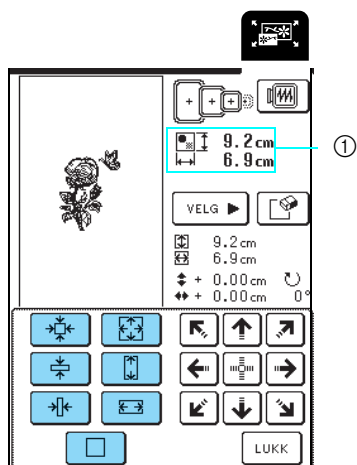 9.2cm
6.9cm
①
VELG
9.2cm
6.9cm
+ 0.00cm
+ 0.00cm 0°
LUKK